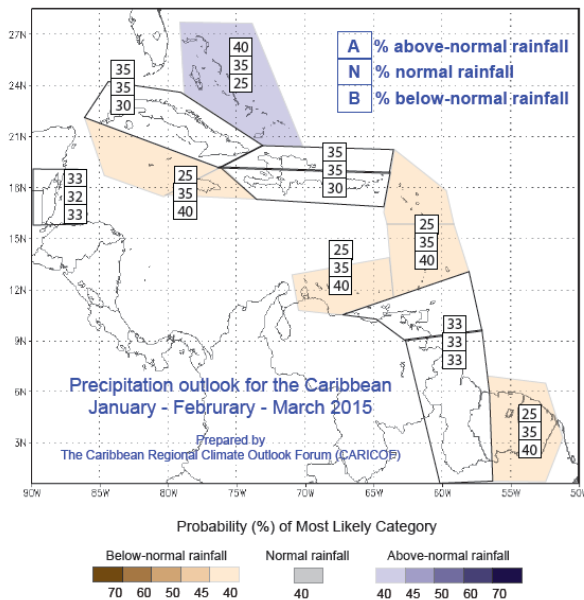 27N
24N
21N
18N
15N
12N
9N
6N
3N
A % above-normal rainfall
N % normal rainfall
B % below-normal rainfall
40
35
25
35
35
30
35
35
30
33
32
33
25
35
40
25
35
40
25
35
40
33
33
33
25
35
40
Precipitation outlook for the Caribbean
January - Februrary - March 2015
Prepared by
The Caribbean Regional Climate Outlook Forum (CARICOF)
90W 85W 80W 75W 70W 65W 60W 55W 50W
Probability (%) of Most Likely Category
Below-normal rainfall Normal rainfall Above-normal rainfall
70 60 50 45 40 40 40 45 50 60 70